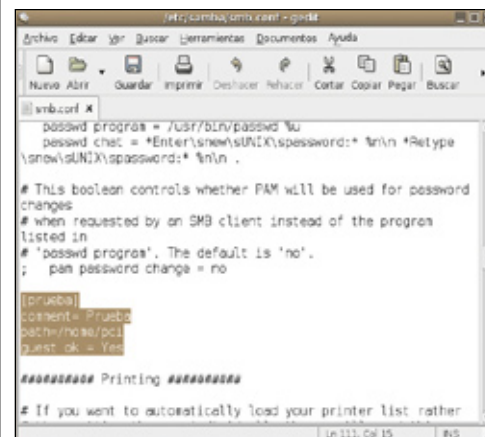 /etc/samba/smb.conf - gedit
Archivo Editar Ver Buscar Herramientas Documentos Ayuda
Nuevo Abrir Guardar Imprimir Deshacer Rehacer Cortar Copiar Pegar Buscar
smb.conf x
passwd program = /usr/bin/passwd %u
passwd chat = *Enter\snew\sUNIX\spassword:* %n\n *Retype
\snew\sUNIX\spassword:* %n\n .
# This boolean controls whether PAM will be used for password
changes
# when requested by an SMB client instead of the program
listed in
# 'passwd program'. The default is 'no'.
; pam password change = no
[prueba]
comment= Prueba
path=/home/pc1
guest ok = Yes
########## Printing ##########
# If you want to automatically load your printer list rather
Ln 111, Col 15 INS